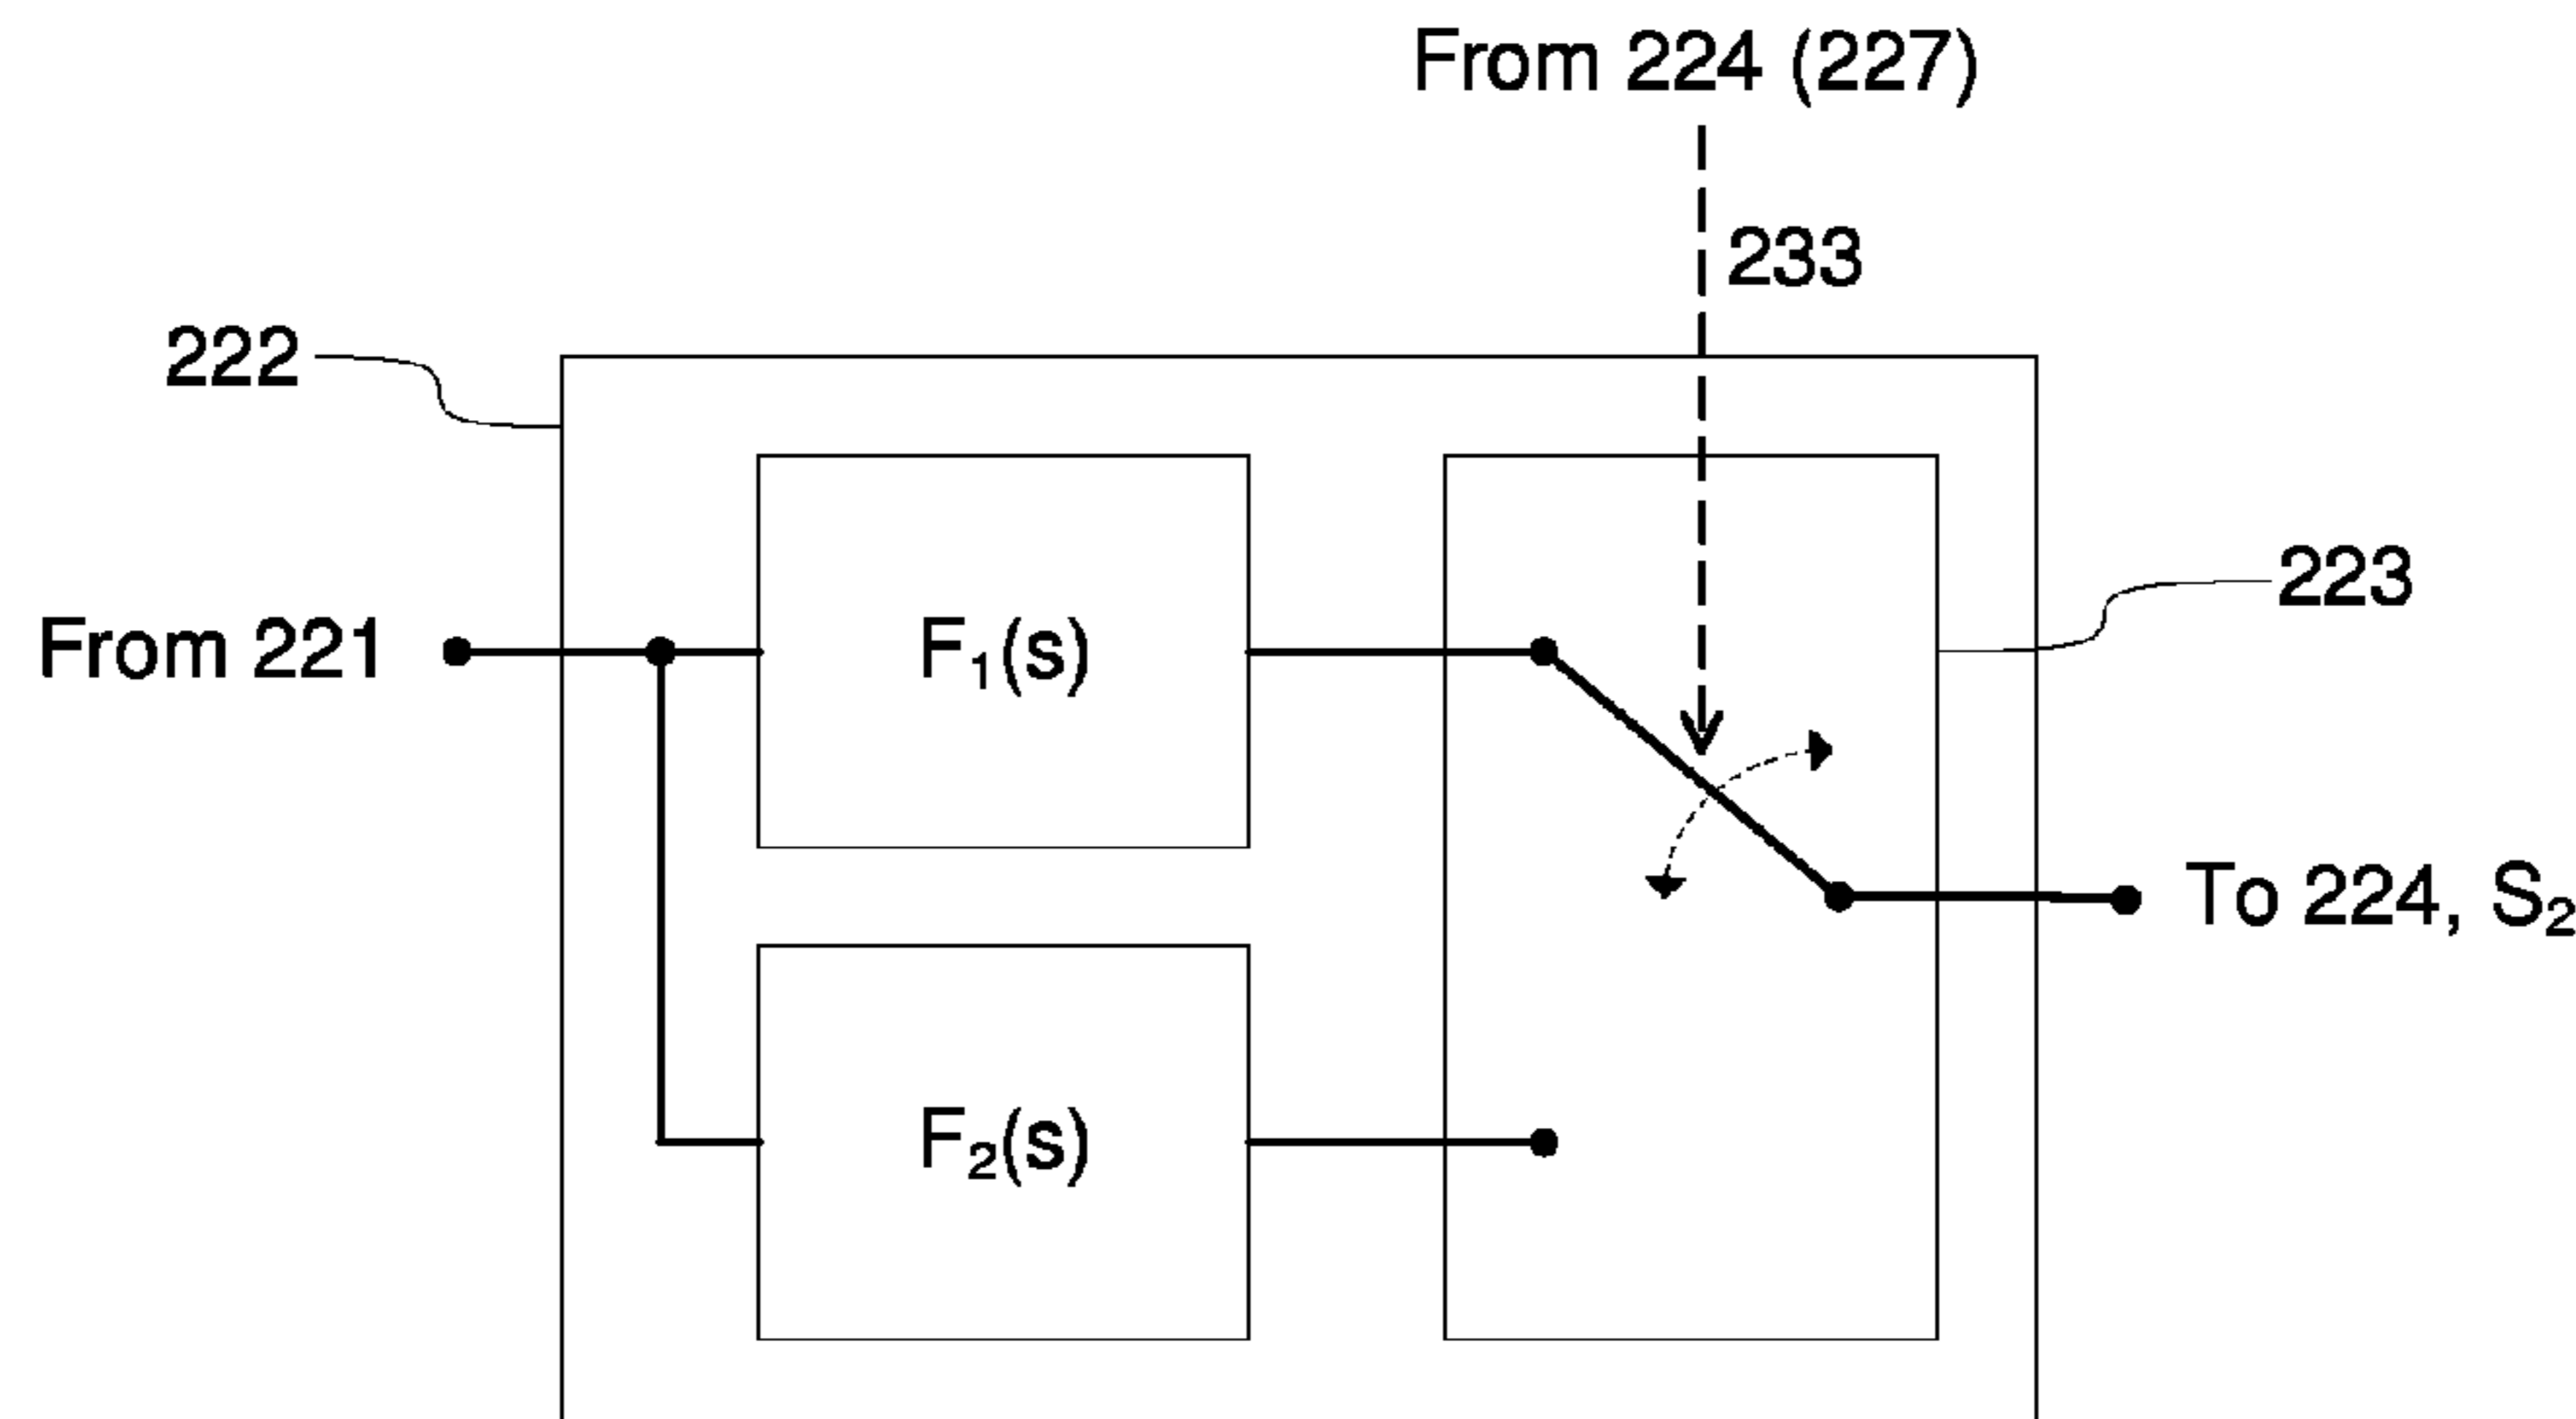 From 224 (227)
233
222
223
From 221
F₁(s)
To 224, S₂
F₂(s)